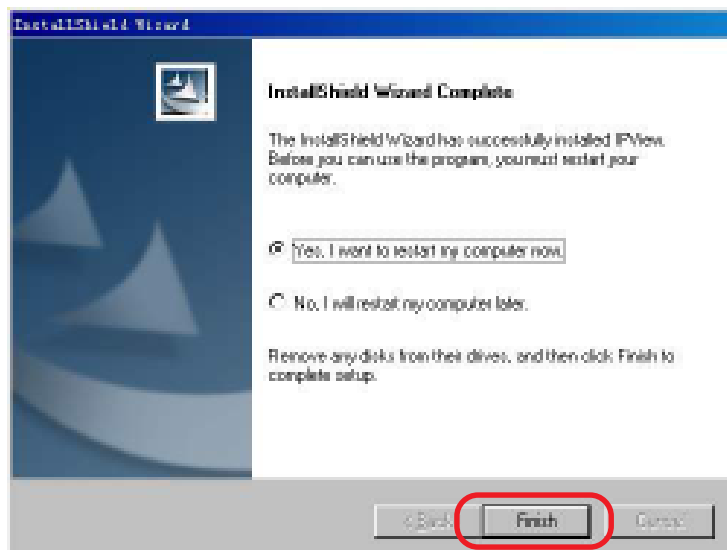 InstallShield Wizard
InstallShield Wizard Complete
The InstallShield Wizard has successfully installed IPView.
Before you can use the program, you must restart your
computer.
Yes, I want to restart my computer now.
No, I will restart my computer later.
Remove any disks from their drives, and then click Finish to
complete setup.
< Back
Finish
Cancel